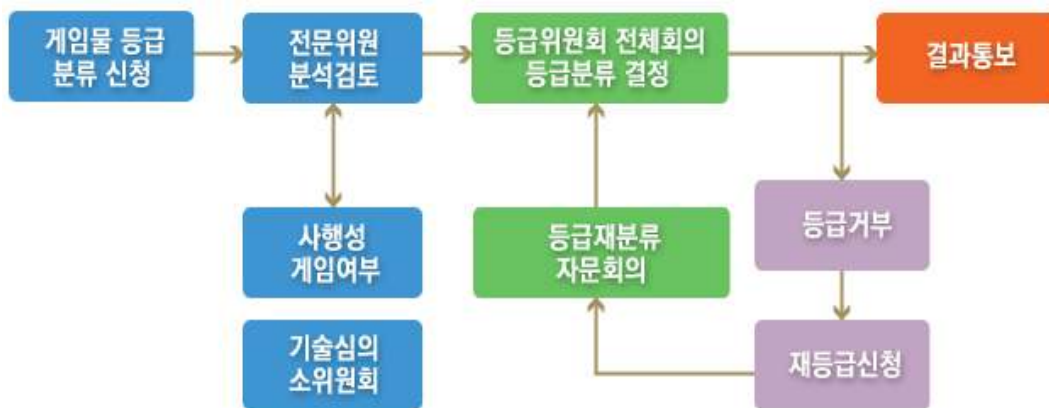 게임물 등급
분류 신청
전문위원
분석검토
등급위원회 전체회의
등급분류 결정
결과통보
사행성
게임여부
등급재분류
자문회의
등급거부
기술심의
소위원회
재등급신청